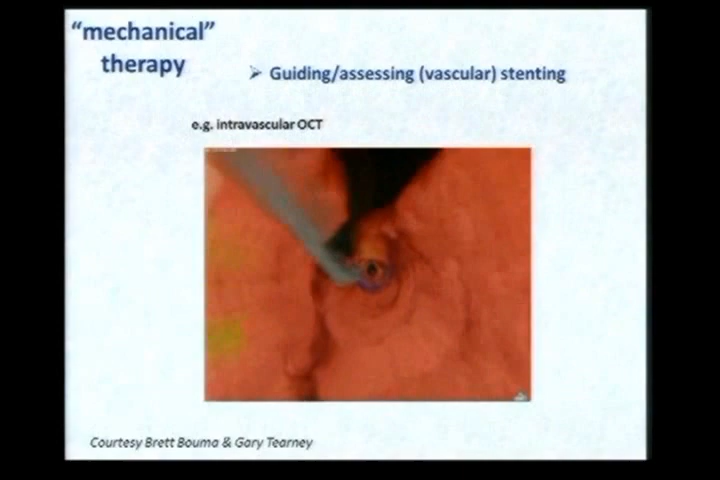 “mechanical”
therapy
➢ Guiding/assessing (vascular) stenting
e.g. intravascular OCT
Courtesy Brett Bouma & Gary Tearney